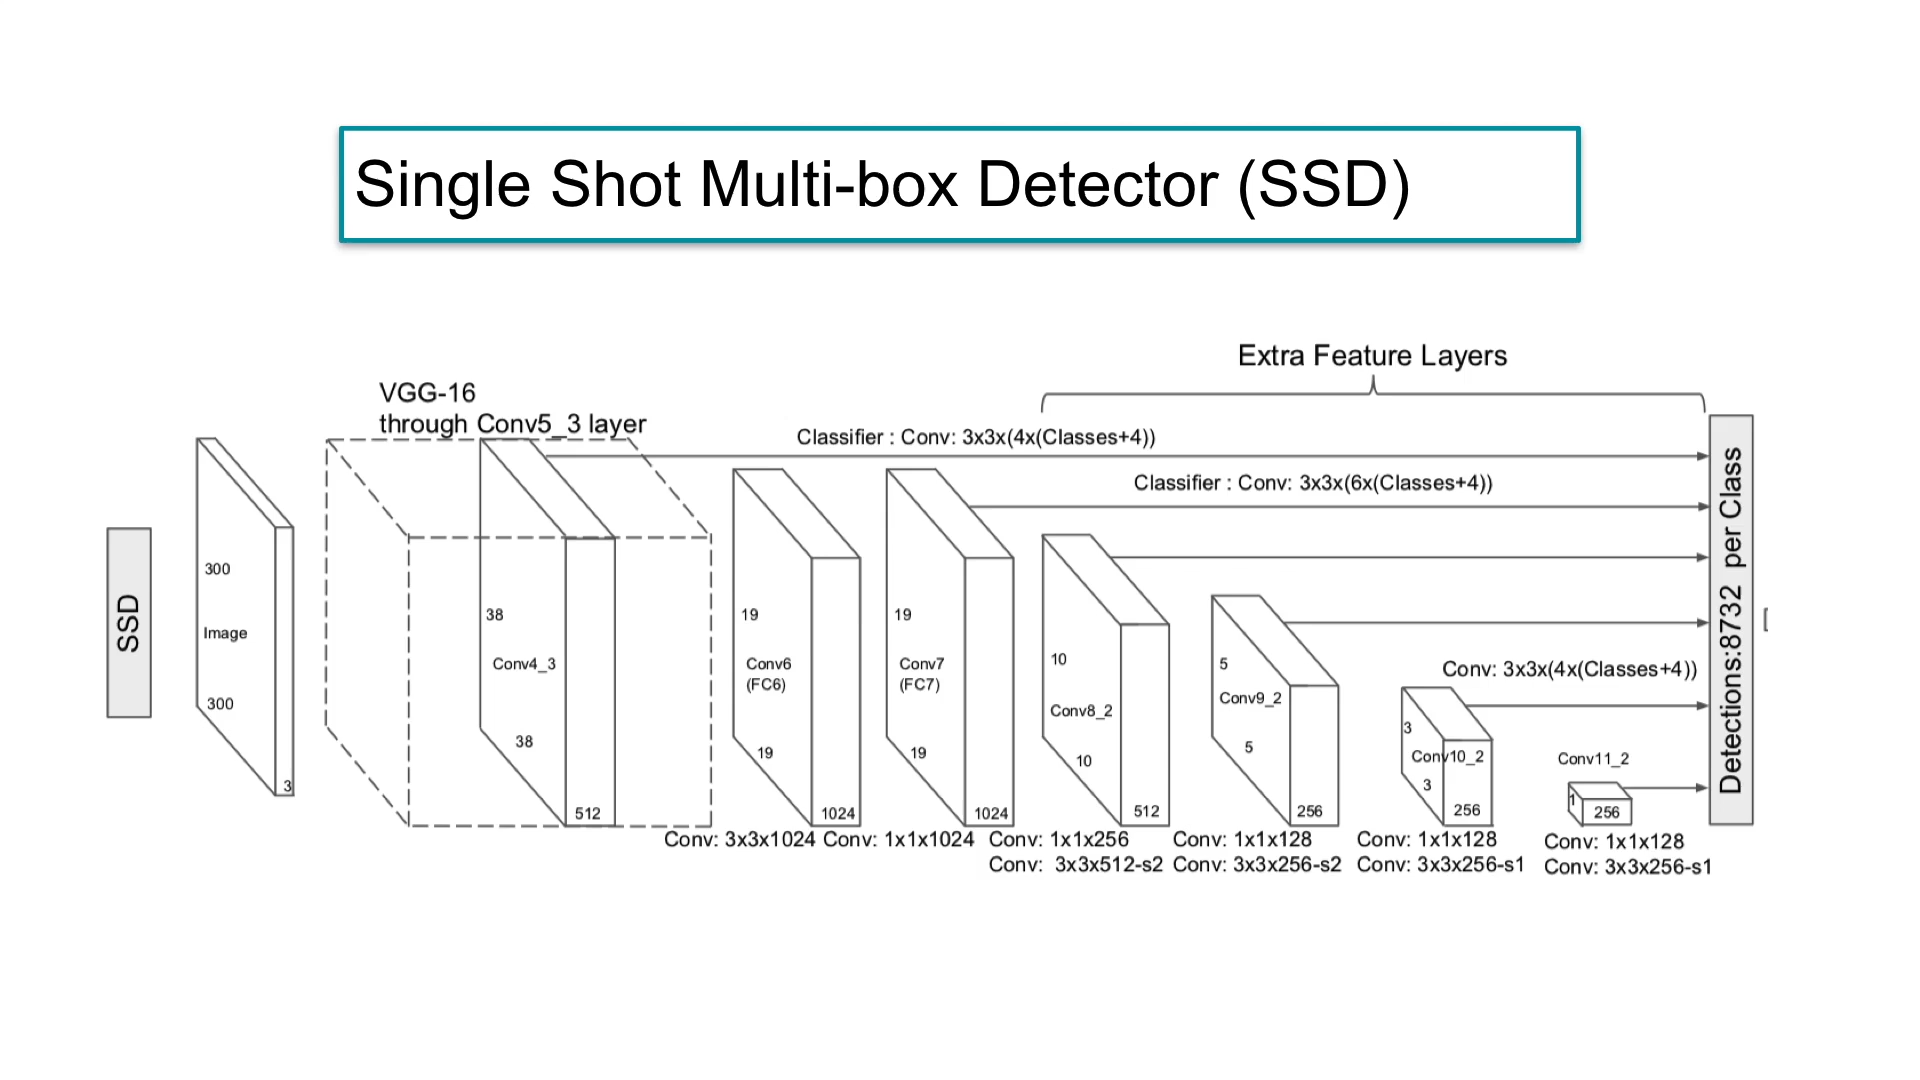 Single Shot Multi-box Detector (SSD)
Extra Feature Layers
VGG-16
through Conv5_3 layer
Classifier : Conv: 3x3x(4x(Classes+4))
Classifier : Conv: 3x3x(6x(Classes+4))
SSD
300
Image
300
3
38
Conv4_3
38
512
19
Conv6
(FC6)
19
1024
19
Conv7
(FC7)
19
1024
10
Conv8_2
10
512
5
Conv9_2
5
256
Conv: 3x3x(4x(Classes+4))
3
Conv10_2
3
256
Conv11_2
1
256
Detections:8732 per Class
Conv: 3x3x1024
Conv: 1x1x1024
Conv: 1x1x256
Conv: 3x3x512-s2
Conv: 1x1x128
Conv: 3x3x256-s2
Conv: 1x1x128
Conv: 3x3x256-s1
Conv: 1x1x128
Conv: 3x3x256-s1